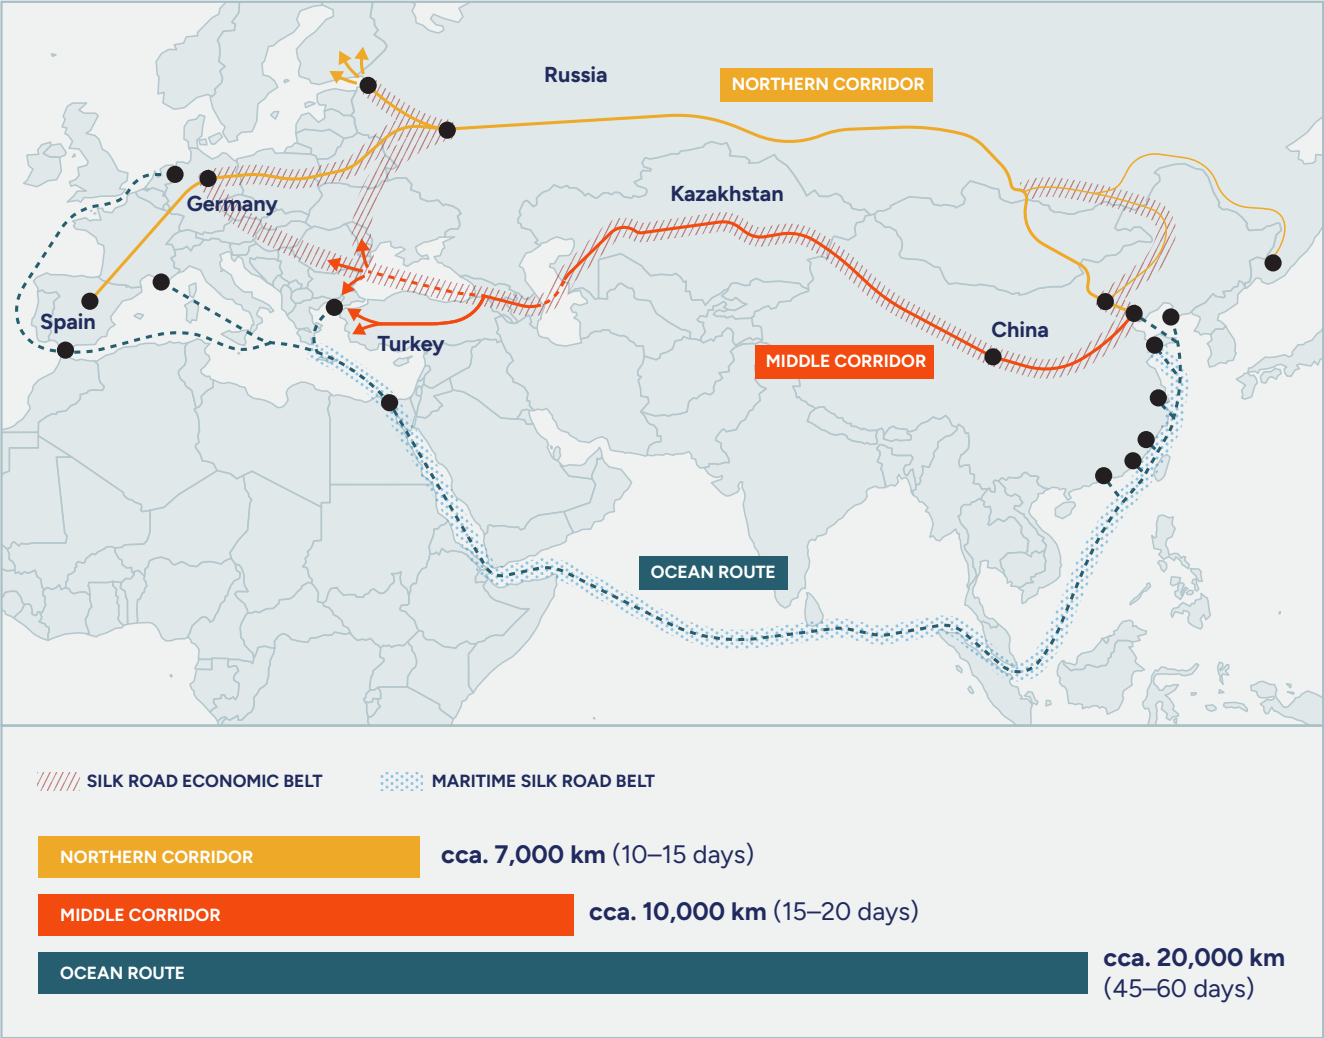 Russia
NORTHERN CORRIDOR
Kazakhstan
Germany
Spain
China
Turkey
MIDDLE CORRIDOR
OCEAN ROUTE
SILK ROAD ECONOMIC BELT
MARITIME SILK ROAD BELT
NORTHERN CORRIDOR
cca. 7,000 km (10–15 days)
MIDDLE CORRIDOR
cca. 10,000 km (15–20 days)
OCEAN ROUTE
cca. 20,000 km
(45–60 days)